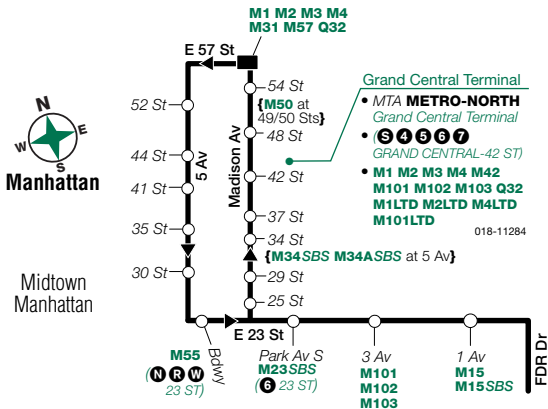 M1 M2 M3 M4
M31 M57 Q32
E 57 St
54 St
{M50 at
49/50 Sts}
48 St
42 St
37 St
34 St
{M34SBS M34ASBS at 5 Av}
29 St
25 St
Madison Av
52 St
44 St
41 St
35 St
30 St
5 Av
Grand Central Terminal
• MTA METRO-NORTH
Grand Central Terminal
• (S 4 5 6 7
GRAND CENTRAL-42 ST)
• M1 M2 M3 M4 M42
M101 M102 M103 Q32
M1LTD M2LTD M4LTD
M101LTD
018-11284
N
W E
S
Manhattan
Midtown
Manhattan
E 23 St
Bdwy
M55
(N R W
23 ST)
Park Av S
M23SBS
(6 23 ST)
3 Av
M101
M102
M103
1 Av
M15
M15SBS
FDR Dr